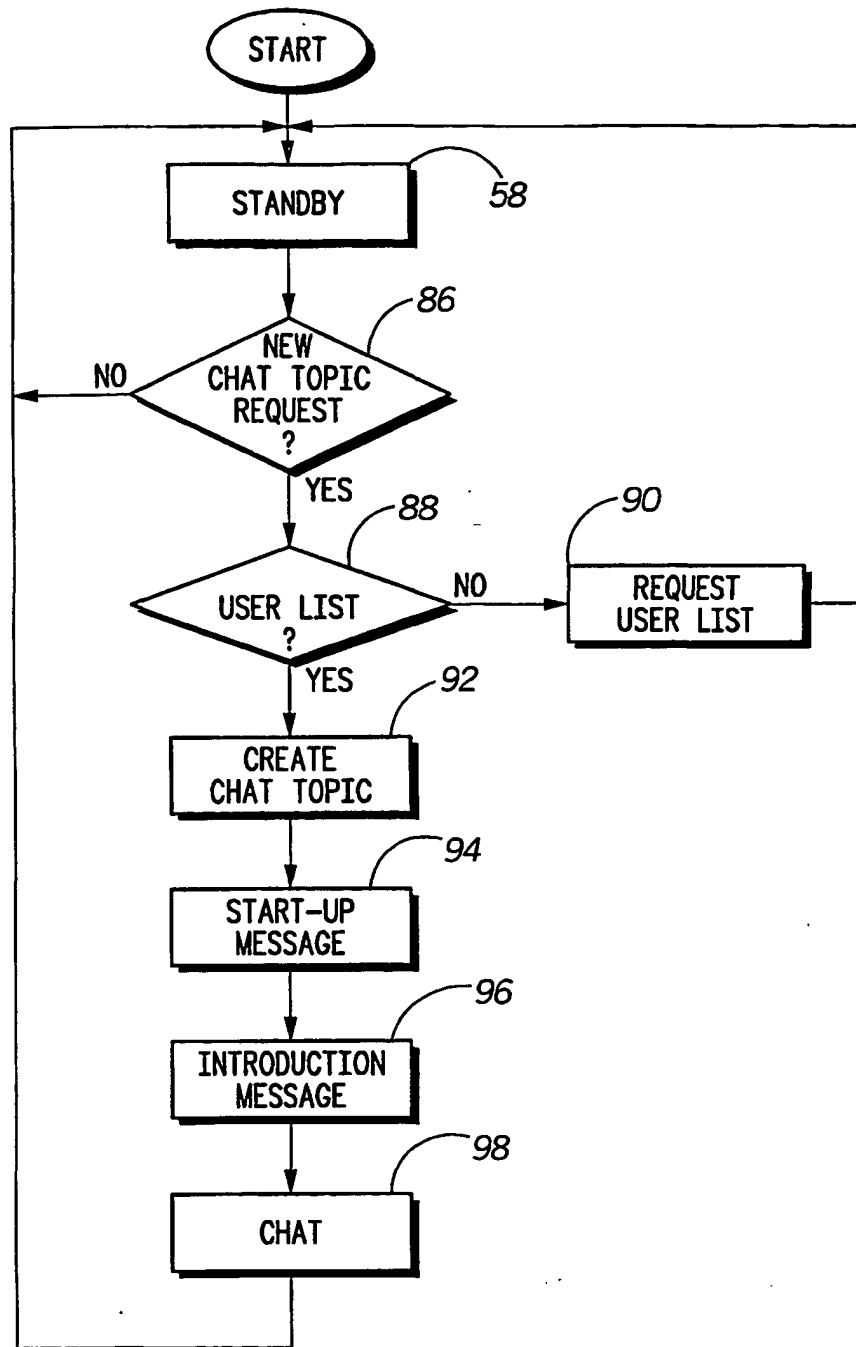 START
STANDBY
58
86
NEW
CHAT TOPIC
REQUEST
?
NO
YES
88
USER LIST
?
NO
90
REQUEST
USER LIST
YES
92
CREATE
CHAT TOPIC
94
START-UP
MESSAGE
96
INTRODUCTION
MESSAGE
98
CHAT